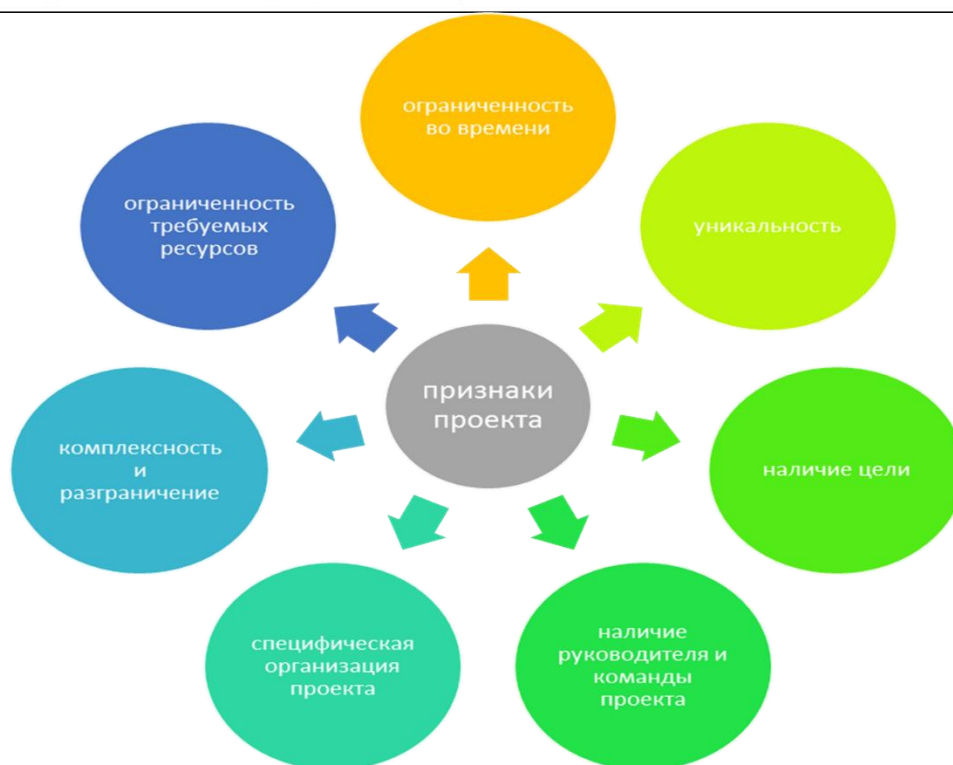 ограниченность
во времени
уникальность
наличие цели
наличие
руководителя и
команды
проекта
специфическая
организация
проекта
комплексность
и
разграничение
ограниченность
требуемых
ресурсов
признаки
проекта